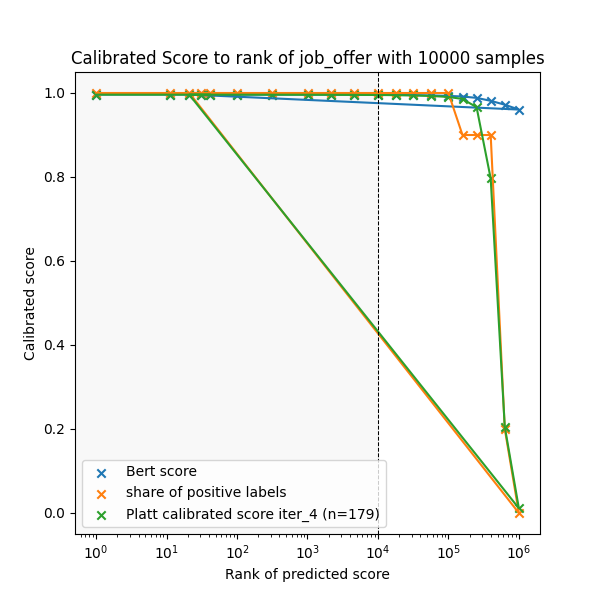 Calibrated Score to rank of job_offer with 10000 samples
Calibrated score
1.0
0.8
0.6
0.4
0.2
0.0
Bert score
share of positive labels
Platt calibrated score iter_4 (n=179)
10⁰ 10¹ 10² 10³ 10⁴ 10⁵ 10⁶
Rank of predicted score